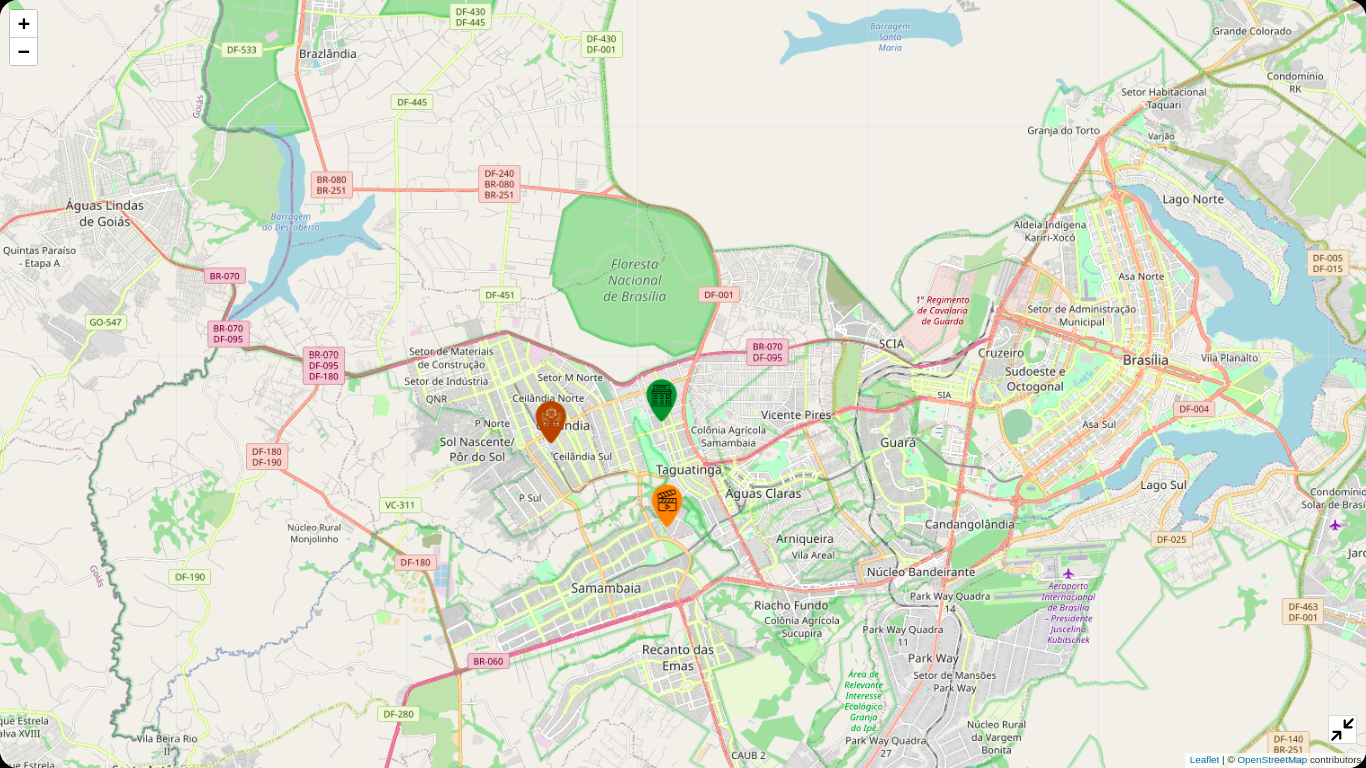 +
−
DF-430
DF-445
DF-430
DF-001
DF-533
Brazlândia
Barragem
Santa
Maria
Grande Colorado
Condomínio
RK
Setor Habitacional
Taquari
DF-445
Goiás
Granja do Torto
Varjão
BR-080
BR-251
DF-240
BR-080
BR-251
Águas Lindas
de Goiás
Lago Norte
Barragem
do Descoberto
Aldeia Indígena
Kariri-Xocó
Quintas Paraíso
- Etapa A
BR-070
Floresta
Nacional
de Brasília
DF-005
DF-015
Asa Norte
DF-451
DF-001
1º Regimento
de Cavalaria
de Guarda
Setor de Administração
Municipal
GO-547
BR-070
DF-095
BR-070
DF-095
DF-180
Setor de Materiais
de Construção
BR-070
DF-095
SCIA
Cruzeiro
Brasília
Vila Planalto
Setor de Indústria
Setor M Norte
Sudoeste e
Octogonal
QNR
Ceilândia Norte
SIA
DF-004
P Norte
Vicente Pires
Asa Sul
Colônia Agrícola
Samambaia
Sol Nascente/
Pôr do Sol
Guará
DF-180
DF-190
Ceilândia Sul
Taguatinga
Lago Sul
P Sul
Águas Claras
VC-311
Condomínio
Núcleo Rural
Monjolinho
Candangolândia
Arniqueira
DF-025
Vila Areal
DF-180
Núcleo Bandeirante
Goiás
DF-190
Samambaia
Aeroporto
Internacional
de Brasília
– Presidente
Juscelino
Kubitschek
Park Way Quadra
14
Riacho Fundo
Colônia Agrícola
Sucupira
DF-463
DF-001
Park Way Quadra
11
Recanto das
Emas
Park Way
BR-060
Setor de Mansões
Park Way
Área de
Relevante
Interesse
Ecológico
Granja
do Ipê
DF-280
Núcleo Rural
da Vargem
Bonita
Vila Beira Rio
II
Park Way Quadra
27
CAUB 2
DF-140
BR-251
Leaflet | © OpenStreetMap contributors